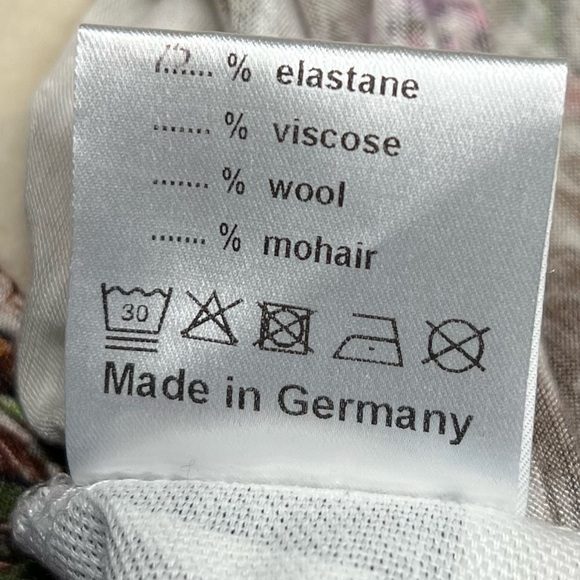 ....... % elastane
....... % viscose
....... % wool
....... % mohair
30
Made in Germany